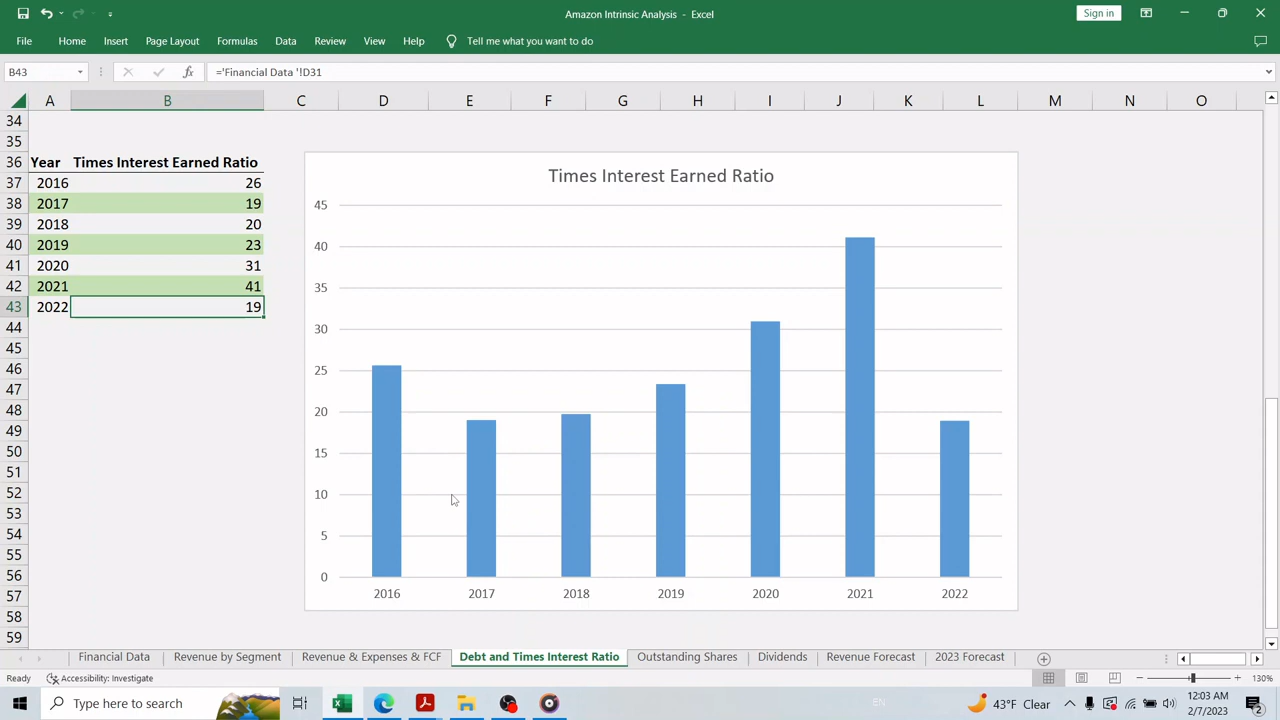 Amazon Intrinsic Analysis - Excel
Sign in
File Home Insert Page Layout Formulas Data Review View Help Tell me what you want to do
B43 ='Financial Data '!D31
A B C D E F G H I J K L M N O
34
35
36 Year Times Interest Earned Ratio
37 2016 26
38 2017 19
39 2018 20
40 2019 23
41 2020 31
42 2021 41
43 2022 19
44
45
46
47
48
49
50
51
52
53
54
55
56
57
58
59
Times Interest Earned Ratio
45
40
35
30
25
20
15
10
5
0
2016 2017 2018 2019 2020 2021 2022
Financial Data Revenue by Segment Revenue & Expenses & FCF Debt and Times Interest Ratio Outstanding Shares Dividends Revenue Forecast 2023 Forecast
Ready Accessibility: Investigate 130%
Type here to search
EN
43°F Clear
12:03 AM
2/7/2023
2